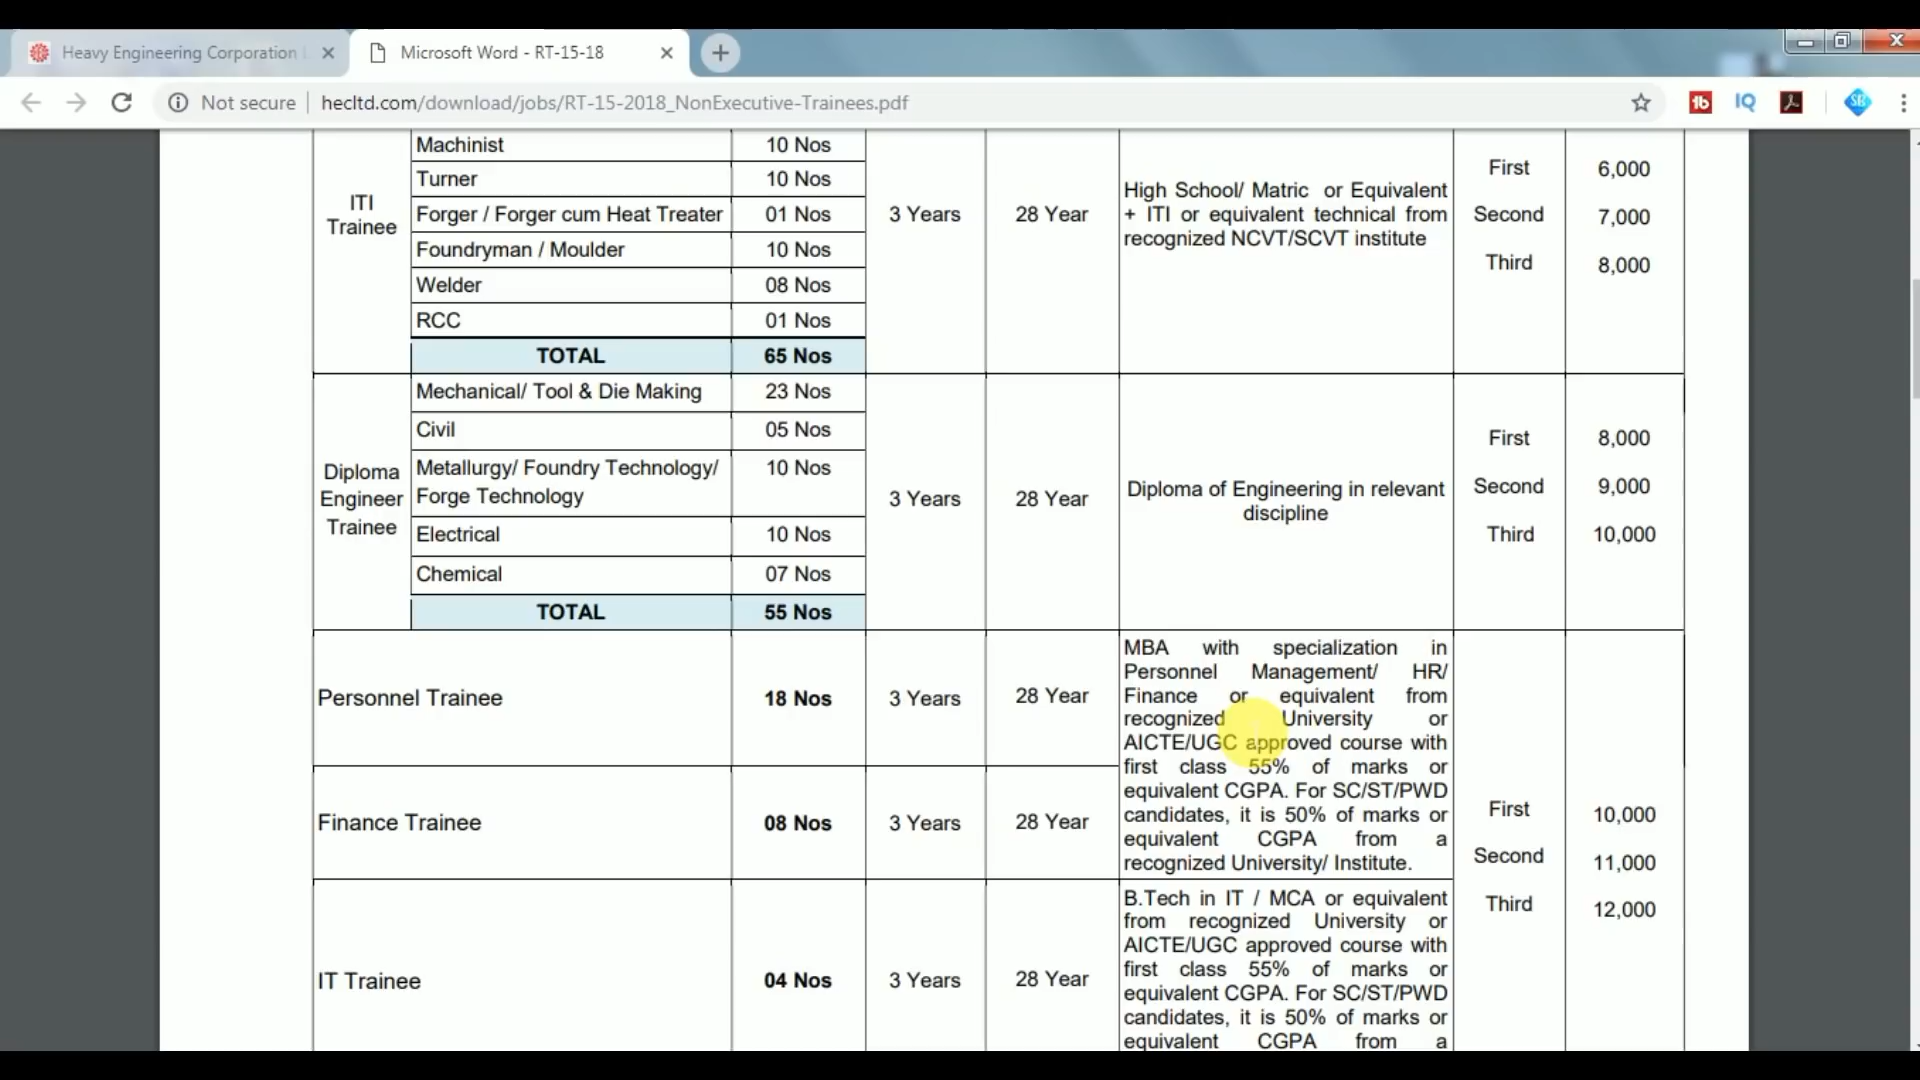 Heavy Engineering Corporation
Microsoft Word - RT-15-18
Not secure
hecltd.com/download/jobs/RT-15-2018_NonExecutive-Trainees.pdf
IQ
ITI
Trainee
Machinist 10 Nos
Turner 10 Nos
Forger / Forger cum Heat Treater 01 Nos
Foundryman / Moulder 10 Nos
Welder 08 Nos
RCC 01 Nos
TOTAL 65 Nos
3 Years
28 Year
High School/ Matric or Equivalent
+ ITI or equivalent technical from
recognized NCVT/SCVT institute
First 6,000
Second 7,000
Third 8,000
Diploma
Engineer
Trainee
Mechanical/ Tool & Die Making 23 Nos
Civil 05 Nos
Metallurgy/ Foundry Technology/ 10 Nos
Forge Technology
Electrical 10 Nos
Chemical 07 Nos
TOTAL 55 Nos
3 Years
28 Year
Diploma of Engineering in relevant
discipline
First 8,000
Second 9,000
Third 10,000
Personnel Trainee 18 Nos 3 Years 28 Year
Finance Trainee 08 Nos 3 Years 28 Year
MBA with specialization in
Personnel Management/ HR/
Finance or equivalent from
recognized University or
AICTE/UGC approved course with
first class 55% of marks or
equivalent CGPA. For SC/ST/PWD
candidates, it is 50% of marks or
equivalent CGPA from a
recognized University/ Institute.
First 10,000
Second 11,000
Third 12,000
IT Trainee 04 Nos 3 Years 28 Year
B.Tech in IT / MCA or equivalent
from recognized University or
AICTE/UGC approved course with
first class 55% of marks or
equivalent CGPA. For SC/ST/PWD
candidates, it is 50% of marks or
equivalent CGPA from a